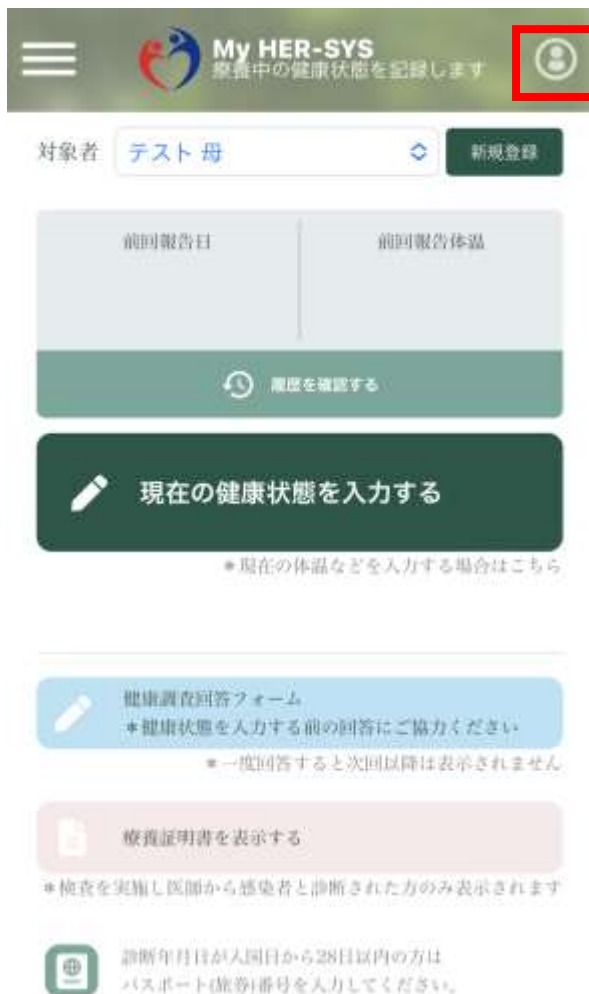 My HER-SYS
療養中の健康状態を記録します
対象者 テスト 母 新規登録
前回報告日 前回報告体温
履歴を確認する
現在の健康状態を入力する
*現在の体温などを入力する場合はこちら
健康調査回答フォーム
*健康状態を入力する前の回答にご協力ください
*一度回答すると次回以降は表示されません
療養証明書を表示する
*検査を実施し医師から感染者と診断された方のみ表示されます
診断年月日が入国日から28日以内の方は
パスポート(旅券)番号を入力してください。